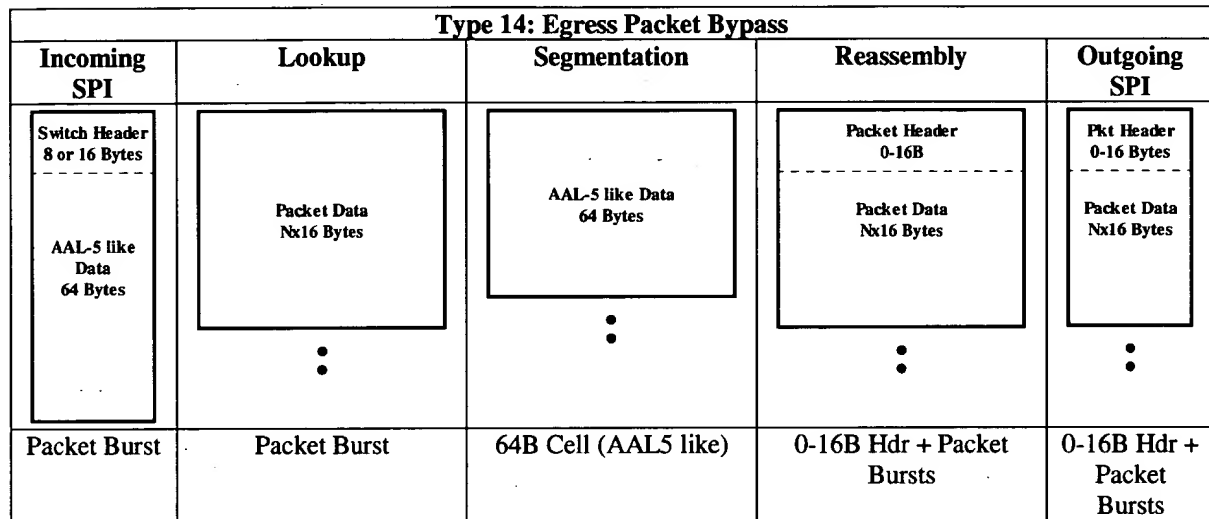 Type 14: Egress Packet Bypass
Incoming
SPI
Lookup
Segmentation
Reassembly
Outgoing
SPI
Switch Header
8 or 16 Bytes
AAL-5 like
Data
64 Bytes
Packet Data
Nx16 Bytes
AAL-5 like Data
64 Bytes
Packet Header
0-16B
Packet Data
Nx16 Bytes
Pkt Header
0-16 Bytes
Packet Data
Nx16 Bytes
Packet Burst
Packet Burst
64B Cell (AAL5 like)
0-16B Hdr + Packet
Bursts
0-16B Hdr +
Packet
Bursts